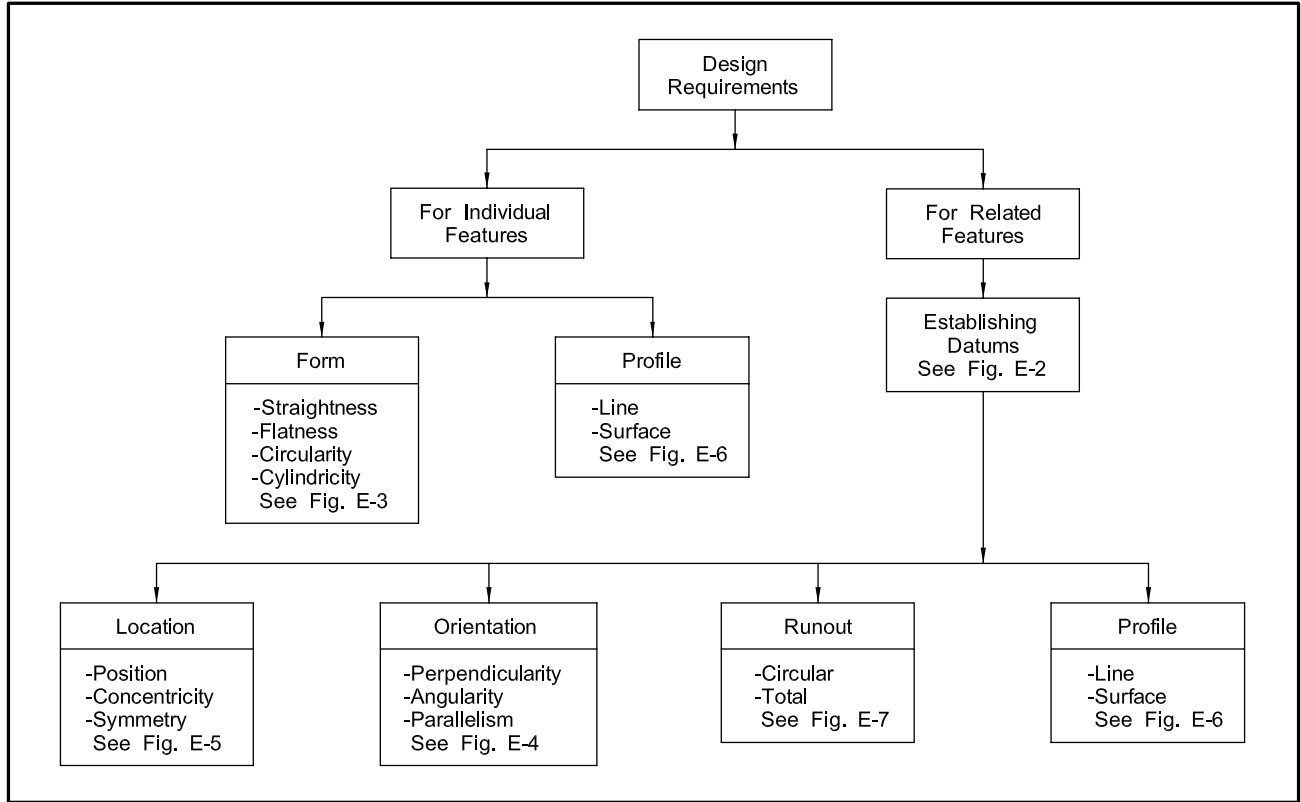 Design
Requirements
For Individual
Features
For Related
Features
Form
-Straightness
-Flatness
-Circularity
-Cylindricity
See Fig. E-3
Profile
-Line
-Surface
See Fig. E-6
Establishing
Datums
See Fig. E-2
Location
-Position
-Concentricity
-Symmetry
See Fig. E-5
Orientation
-Perpendicularity
-Angularity
-Parallelism
See Fig. E-4
Runout
-Circular
-Total
See Fig. E-7
Profile
-Line
-Surface
See Fig. E-6